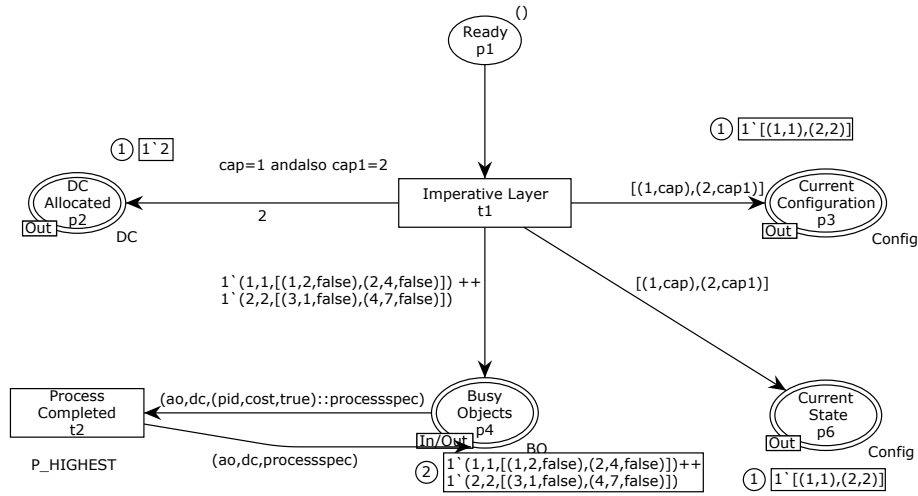 ()
Ready
p1
1
1`2
1
1`[(1,1),(2,2)]
cap=1 andalso cap1=2
DC
Allocated
p2
Out
DC
2
Imperative Layer
t1
[(1,cap),(2,cap1)]
Current
Configuration
p3
Out
Config
1`(1,1,[(1,2,false),(2,4,false)]) ++
1`(2,2,[(3,1,false),(4,7,false)])
[(1,cap),(2,cap1)]
Process
Completed
t2
P_HIGHEST
(ao,dc,(pid,cost,true)::processspec)
(ao,dc,processspec)
Busy
Objects
p4
In/Out
BO
2
1`(1,1,[(1,2,false),(2,4,false)])++
1`(2,2,[(3,1,false),(4,7,false)])
Current
State
p6
Out
Config
1
1`[(1,1),(2,2)]